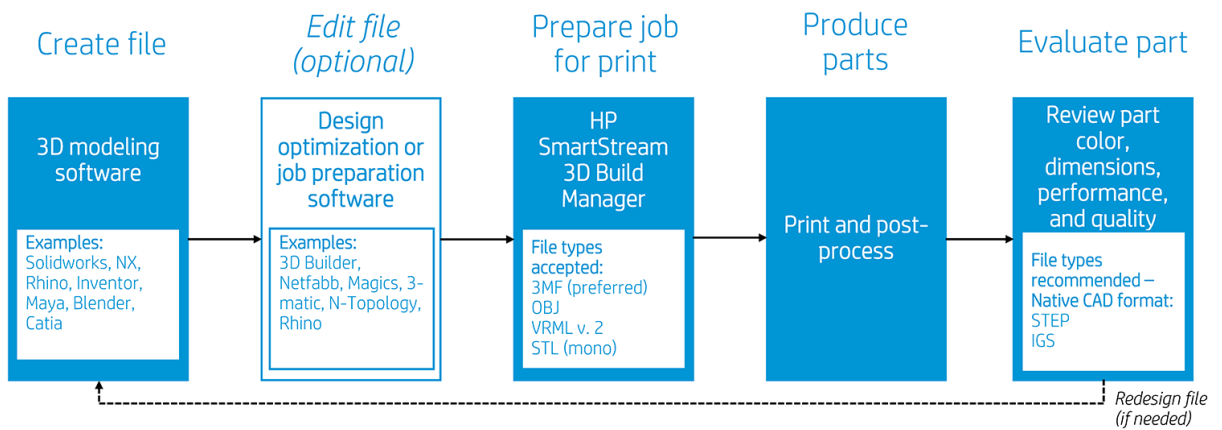 Create file
Edit file
(optional)
Prepare job
for print
Produce
parts
Evaluate part
3D modeling
software
Examples:
Solidworks, NX,
Rhino, Inventor,
Maya, Blender,
Catia
Design
optimization or
job preparation
software
Examples:
3D Builder,
Netfabb, Magics, 3-
matic, N-Topology,
Rhino
HP
SmartStream
3D Build
Manager
File types
accepted:
3MF (preferred)
OBJ
VRML v. 2
STL (mono)
Print and post-
process
Review part
color,
dimensions,
performance,
and quality
File types
recommended –
Native CAD format:
STEP
IGS
Redesign file
(if needed)